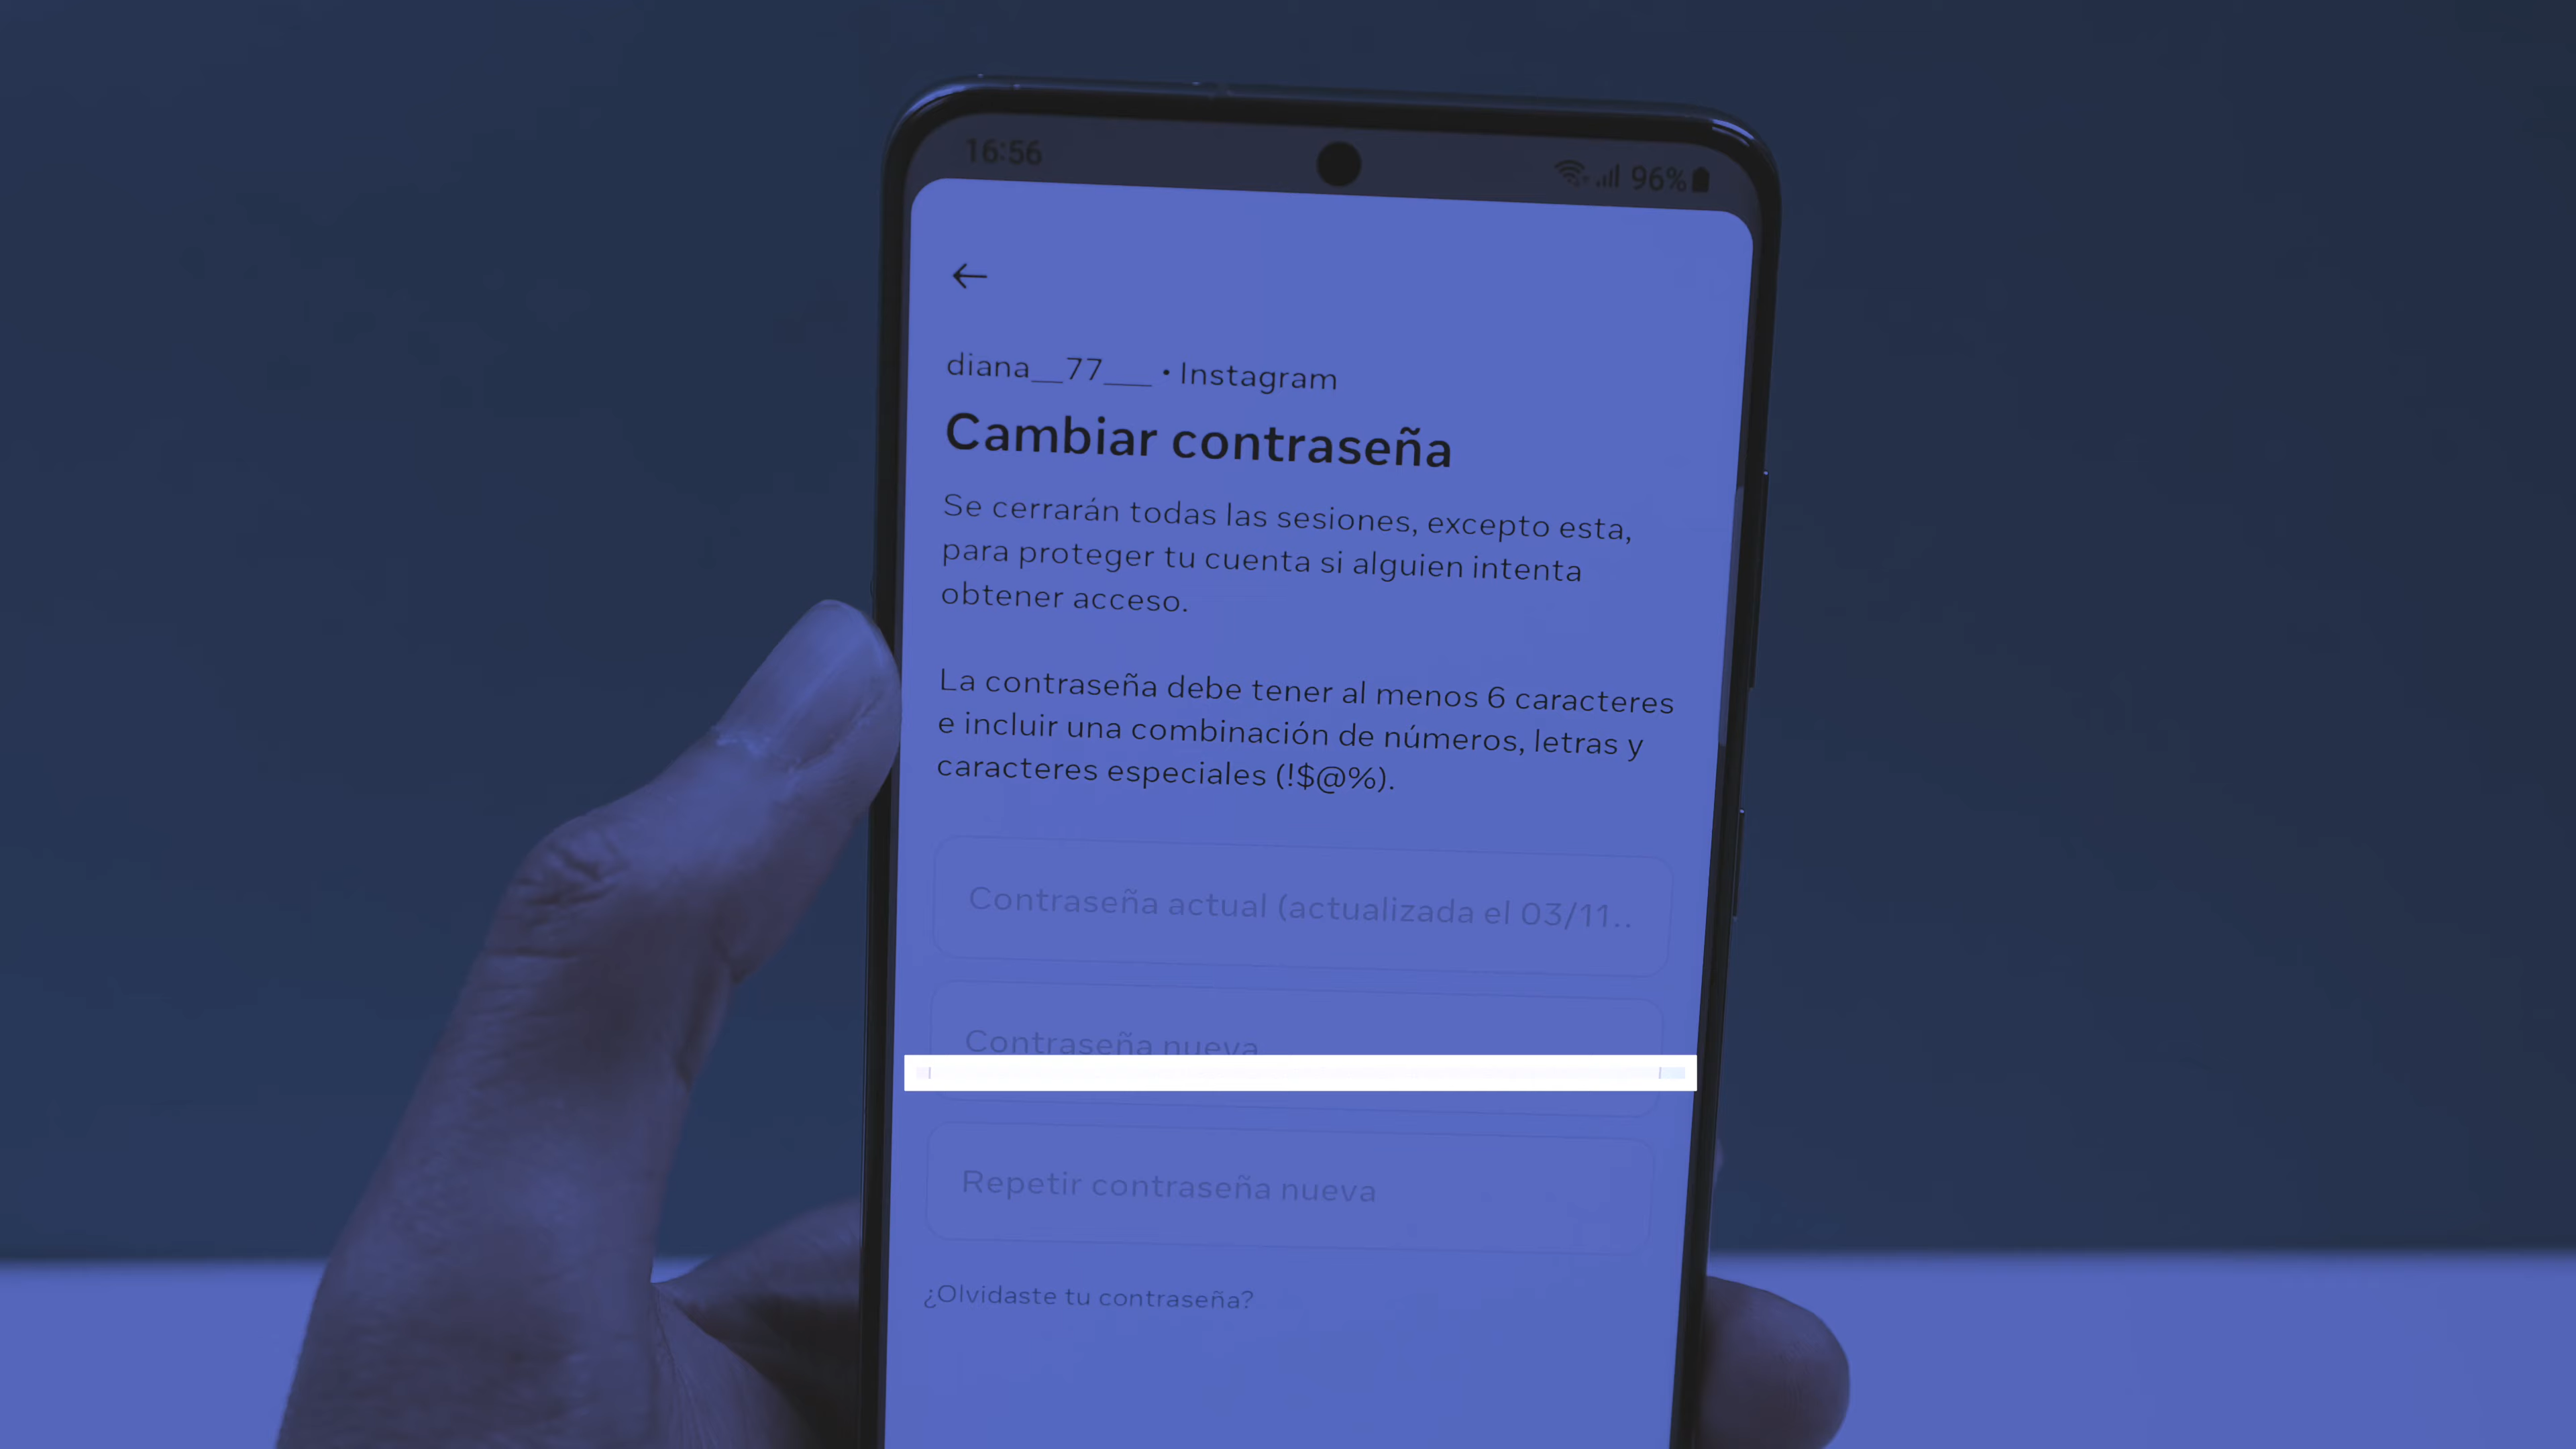 16:56 96%
diana__77___ • Instagram
Cambiar contraseña
Se cerrarán todas las sesiones, excepto esta,
para proteger tu cuenta si alguien intenta
obtener acceso.
La contraseña debe tener al menos 6 caracteres
e incluir una combinación de números, letras y
caracteres especiales (!$@%).
Contraseña actual (actualizada el 03/11..
Contraseña nueva
Repetir contraseña nueva
¿Olvidaste tu contraseña?